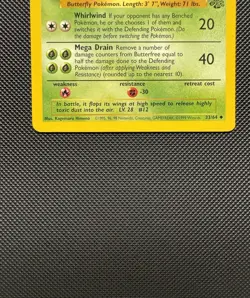 Butterfly Pokémon. Length: 3' 7", Weight: 71 lbs.
Whirlwind If your opponent has any Benched
Pokémon, he or she chooses 1 of them and
switches it with the Defending Pokémon. (Do
the damage before switching the Pokémon.)
20
Mega Drain Remove a number of
damage counters from Butterfree equal to
half the damage done to the Defending
Pokémon (after applying Weakness and
Resistance) (rounded up to the nearest 10).
40
weakness resistance retreat cost
-30
In battle, it flaps its wings at high speed to release highly
toxic dust into the air. LV. 28 #12
33/64